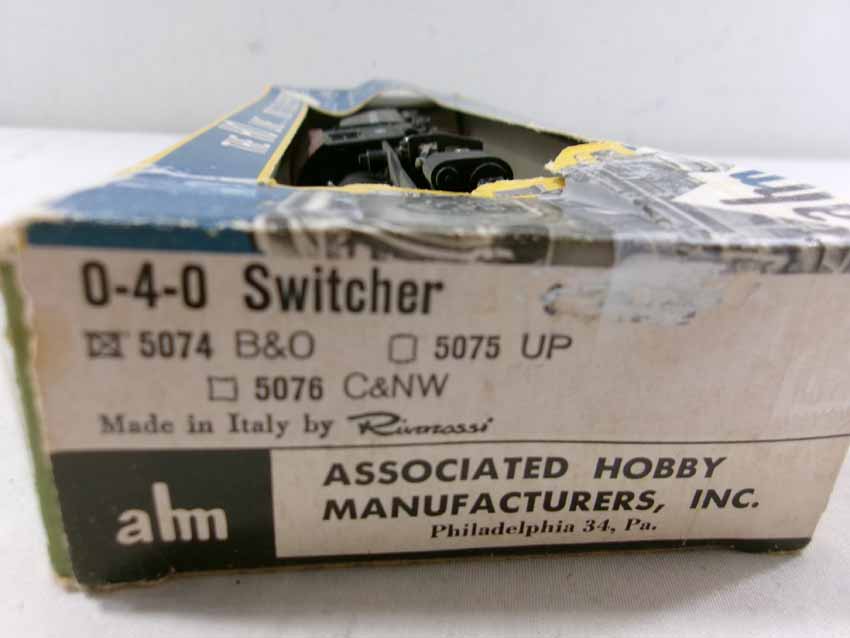 0-4-0 Switcher
5074 B&O 5075 UP
5076 C&NW
Made in Italy by Rivarossi
ahm
ASSOCIATED HOBBY
MANUFACTURERS, INC.
Philadelphia 34, Pa.